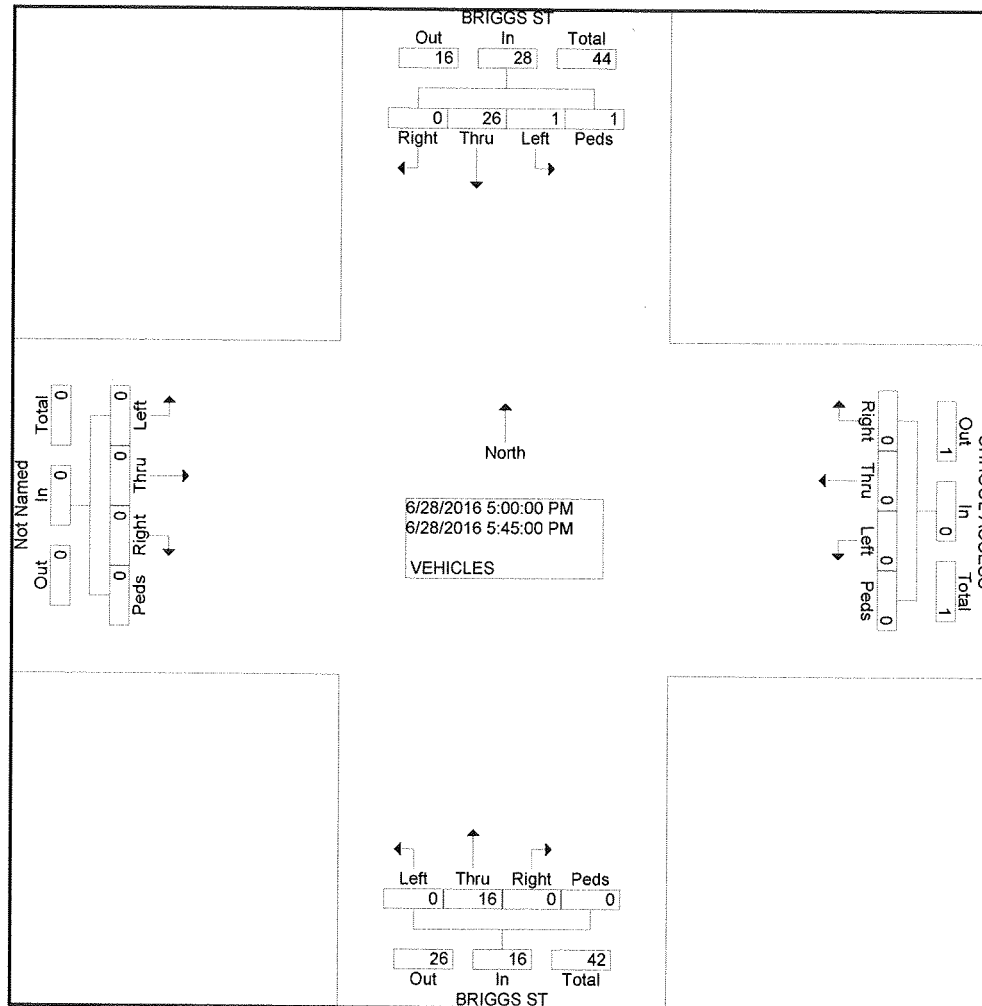 BRIGGS ST
Out In Total
16 28 44
0 26 1 1
Right Thru Left Peds
Not Named
Total In Out
0 0 0
0 0 0 0
Left Thru Right Peds
North
6/28/2016 5:00:00 PM
6/28/2016 5:45:00 PM
VEHICLES
Right Thru Left Peds
0 0 0 0
Out In Total
1 0 1
Left Thru Right Peds
0 16 0 0
26 16 42
Out In Total
BRIGGS ST